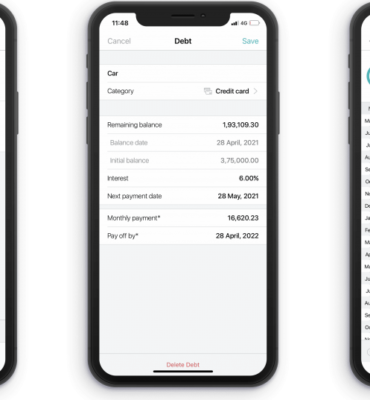 11:48 4G
Cancel Debt Save
Car
Category Credit card
Remaining balance 1,93,109.30
Balance date 28 April, 2021
Initial balance 3,75,000.00
Interest 6.00%
Next payment date 28 May, 2021
Monthly payment* 16,620.23
Pay off by* 28 April, 2022
Delete Debt